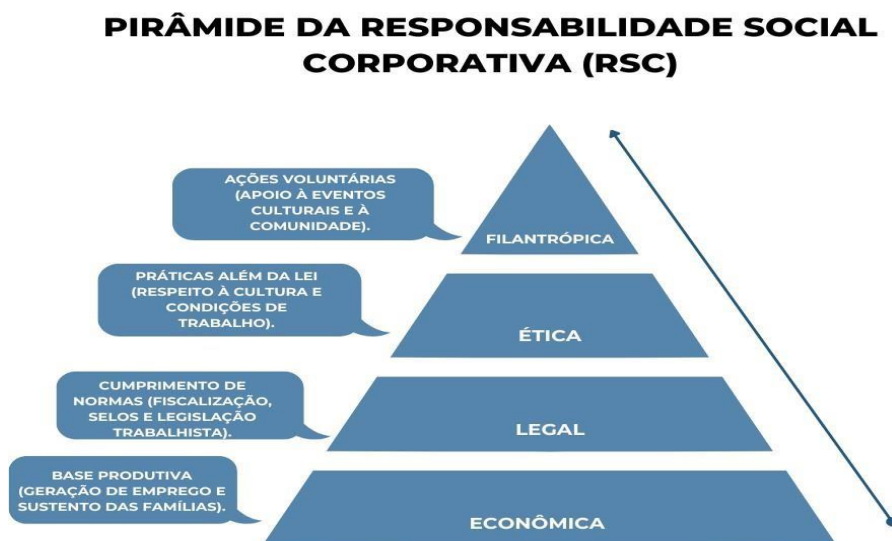 PIRÂMIDE DA RESPONSABILIDADE SOCIAL
CORPORATIVA (RSC)
AÇÕES VOLUNTÁRIAS
(APOIO À EVENTOS
CULTURAIS E À
COMUNIDADE).
FILANTRÓPICA
PRÁTICAS ALÉM DA LEI
(RESPEITO À CULTURA E
CONDIÇÕES DE
TRABALHO).
ÉTICA
CUMPRIMENTO DE
NORMAS (FISCALIZAÇÃO,
SELOS E LEGISLAÇÃO
TRABALHISTA).
LEGAL
BASE PRODUTIVA
(GERAÇÃO DE EMPREGO E
SUSTENTO DAS FAMÍLIAS).
ECONÔMICA